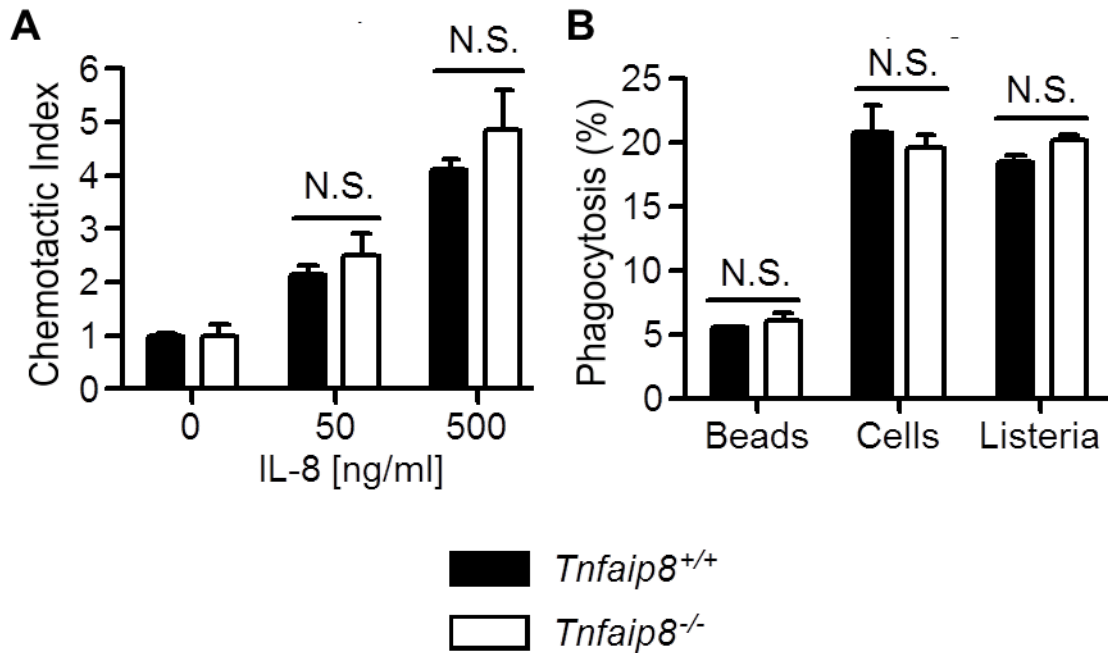 A
Chemotactic Index
6
5
4
3
2
1
0
N.S.
N.S.
0 50 500
IL-8 [ng/ml]
B
Phagocytosis (%)
25
20
15
10
5
0
N.S.
N.S.
N.S.
Beads Cells Listeria
Tnfaip8+/+
Tnfaip8-/-